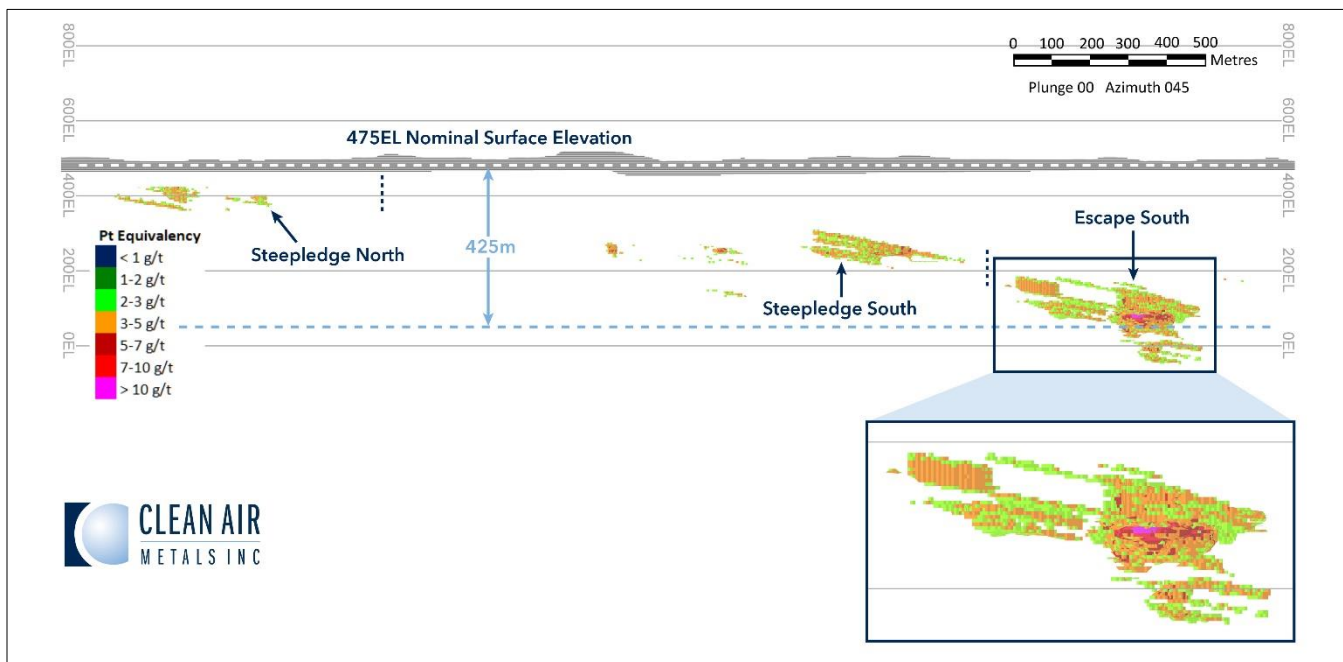 800EL
600EL
400EL
200EL
0EL
0 100 200 300 400 500
Metres
Plunge 00 Azimuth 045
800EL
600EL
400EL
200EL
0EL
475EL Nominal Surface Elevation
Steepledge North
425m
Steepledge South
Escape South
Pt Equivalency
< 1 g/t
1-2 g/t
2-3 g/t
3-5 g/t
5-7 g/t
7-10 g/t
> 10 g/t
CLEAN AIR
METALS INC